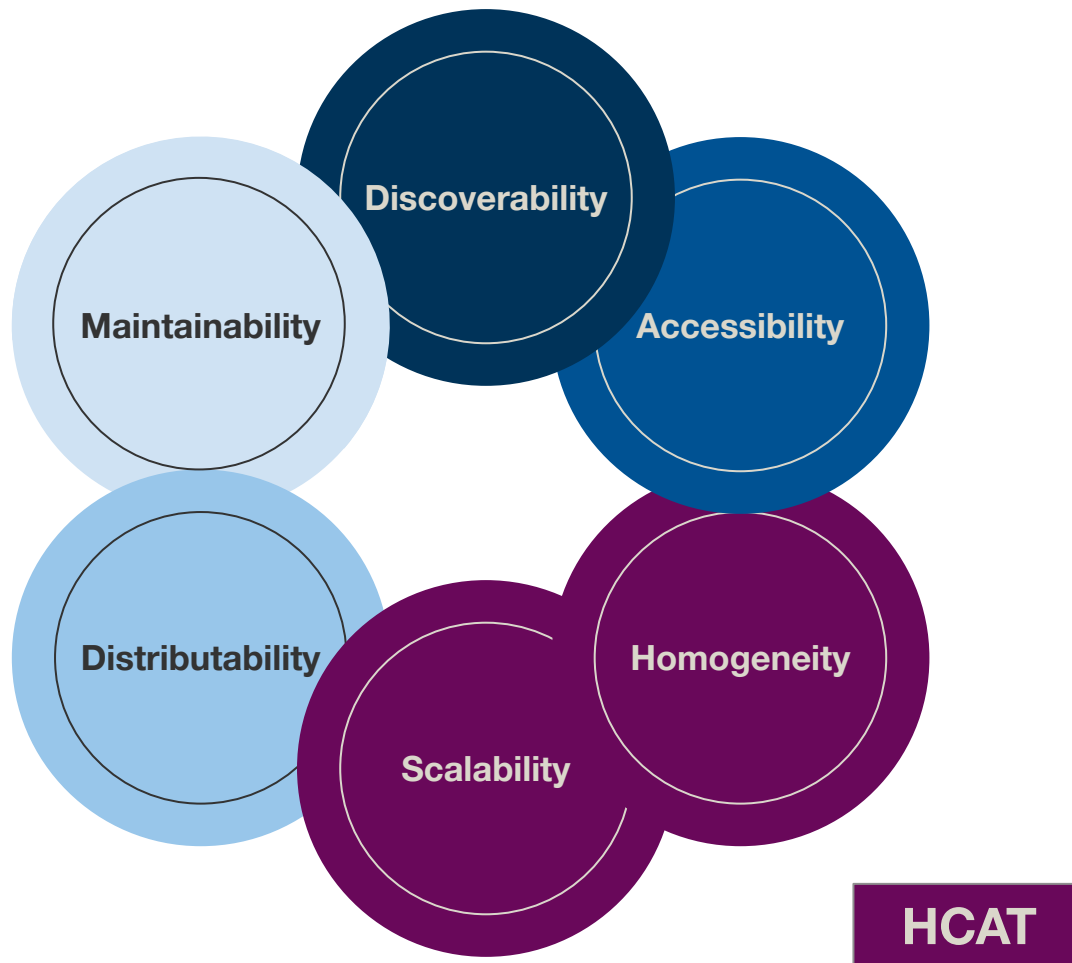 Discoverability
Accessibility
Homogeneity
Scalability
Distributability
Maintainability
HCAT